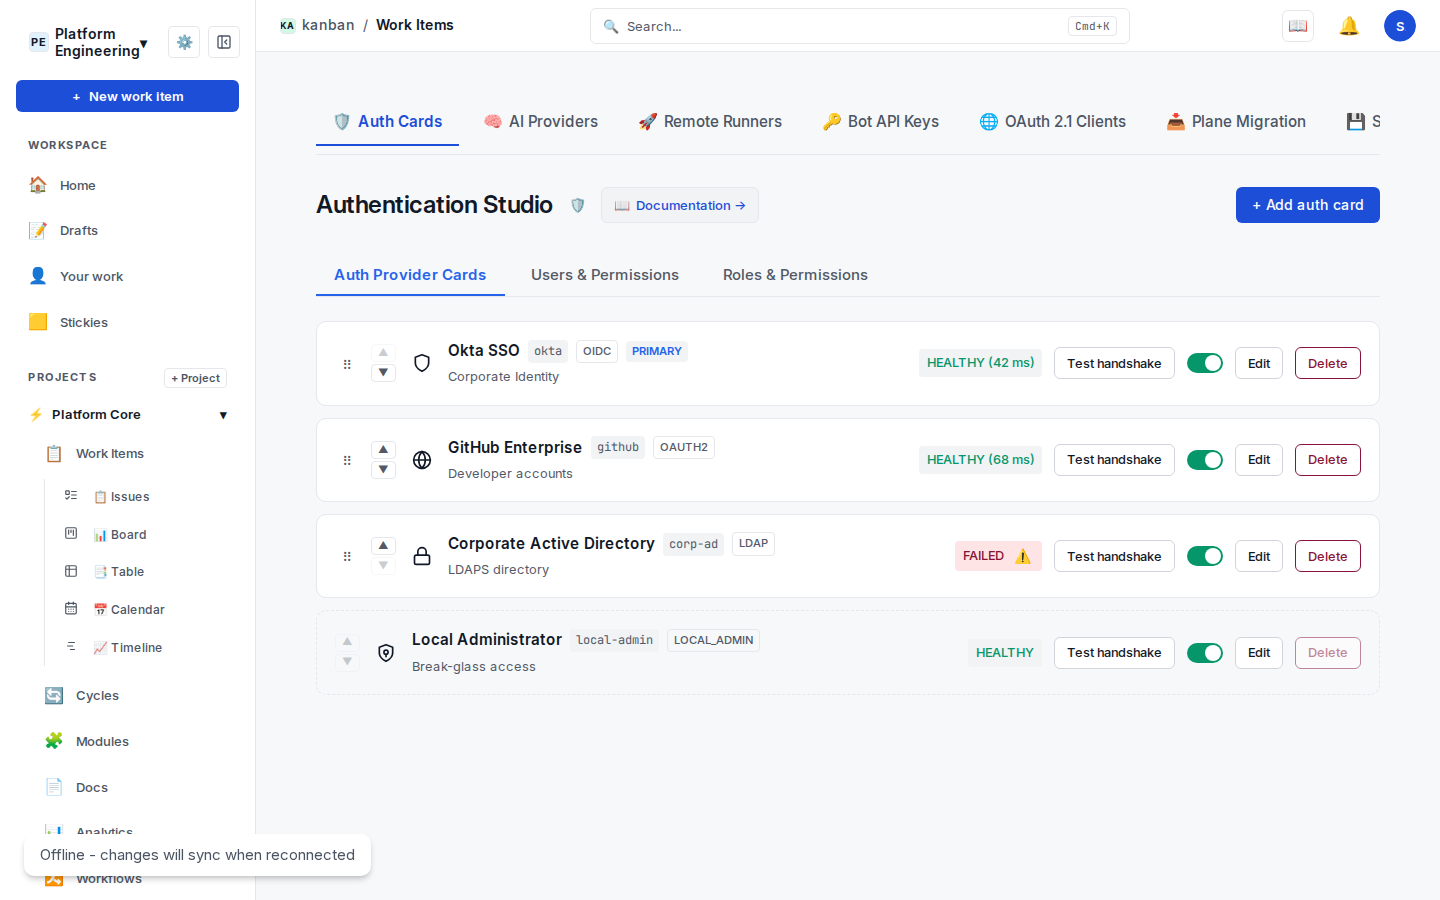 PE Platform Engineering ▾
+ New work item
WORKSPACE
Home
Drafts
Your work
Stickies
PROJECTS + Project
Platform Core ▾
Work Items
Issues
Board
Table
Calendar
Timeline
Cycles
Modules
Docs
Analytics
Workflows
Offline - changes will sync when reconnected
KA kanban / Work Items
Search... Cmd+K
S
Auth Cards AI Providers Remote Runners Bot API Keys OAuth 2.1 Clients Plane Migration S
Authentication Studio Documentation →
+ Add auth card
Auth Provider Cards Users & Permissions Roles & Permissions
Okta SSO okta OIDC PRIMARY
Corporate Identity
HEALTHY (42 ms) Test handshake Edit Delete
GitHub Enterprise github OAUTH2
Developer accounts
HEALTHY (68 ms) Test handshake Edit Delete
Corporate Active Directory corp-ad LDAP
LDAPS directory
FAILED Test handshake Edit Delete
Local Administrator local-admin LOCAL_ADMIN
Break-glass access
HEALTHY Test handshake Edit Delete